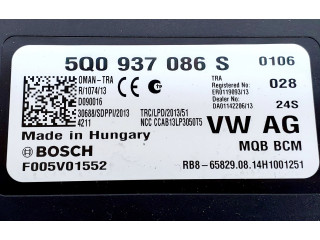 5Q0 937 086 S 0106
OMAN-TRA
R/1074/13
D090016
30688/SDPPI/2013
4211
TRC/LPD/2013/51
NCC CCAB13LP3050T5
TRA
Registered No:
ER0119093/13
Dealer No:
DA01142206/13
028
24S
Made in Hungary
BOSCH
F005V01552
VW AG
MQB BCM
RB8-65829.08.14H1001251